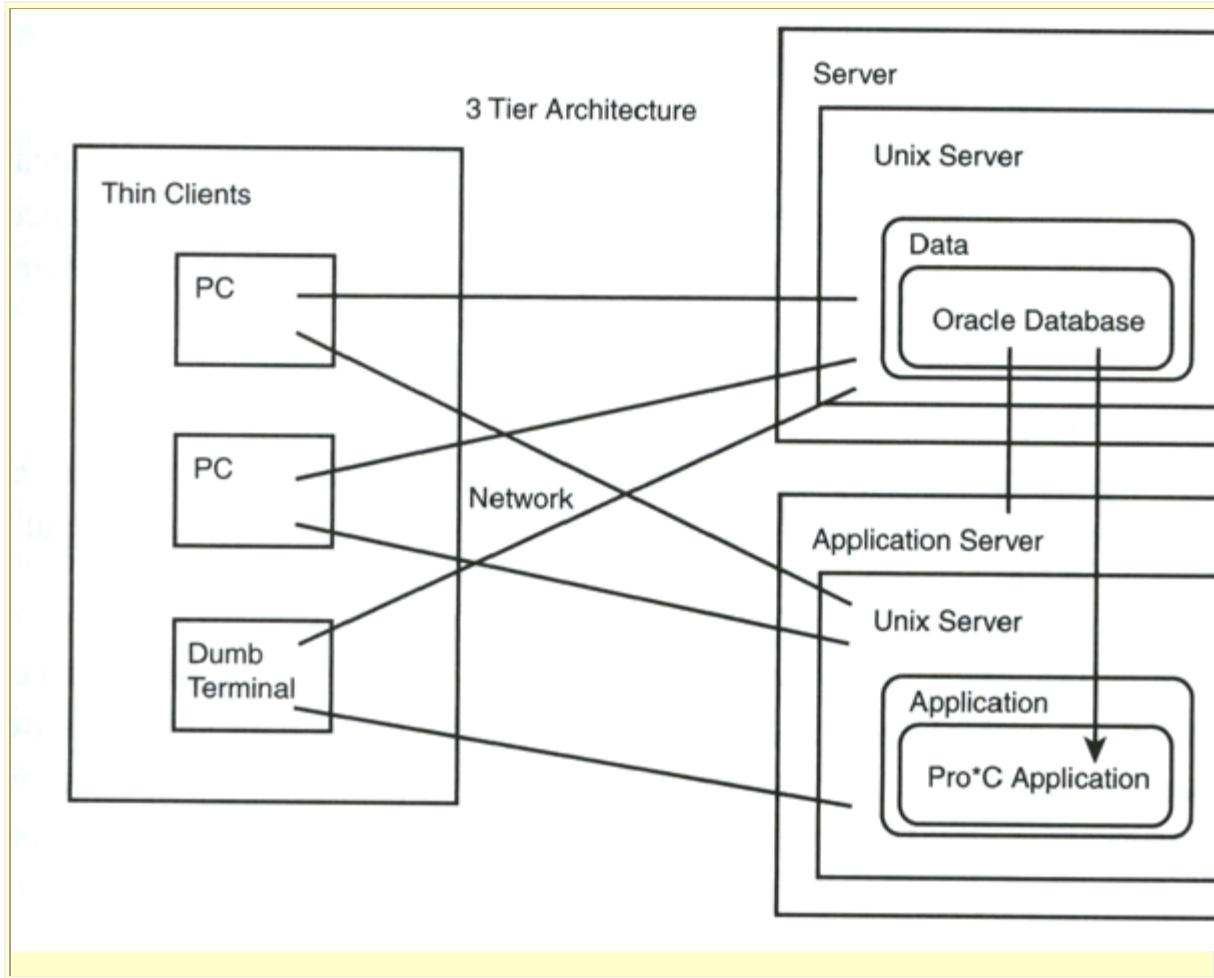 3 Tier Architecture
Thin Clients
PC
PC
Dumb
Terminal
Network
Server
Unix Server
Data
Oracle Database
Application Server
Unix Server
Application
Pro*C Application